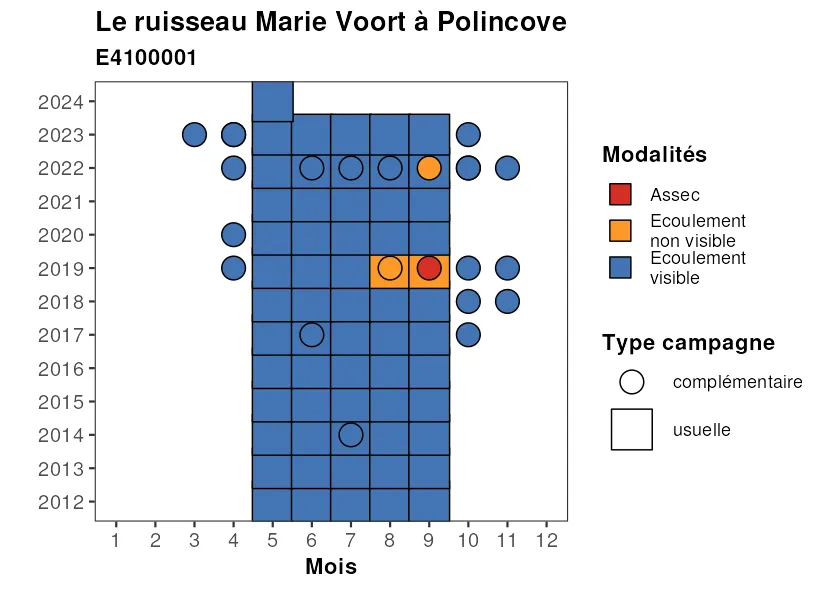 Le ruisseau Marie Voort à Polincove
E4100001
2024
2023
2022
2021
2020
2019
2018
2017
2016
2015
2014
2013
2012
1 2 3 4 5 6 7 8 9 10 11 12
Mois
Modalités
Assec
Ecoulement
non visible
Ecoulement
visible
Type campagne
complémentaire
usuelle